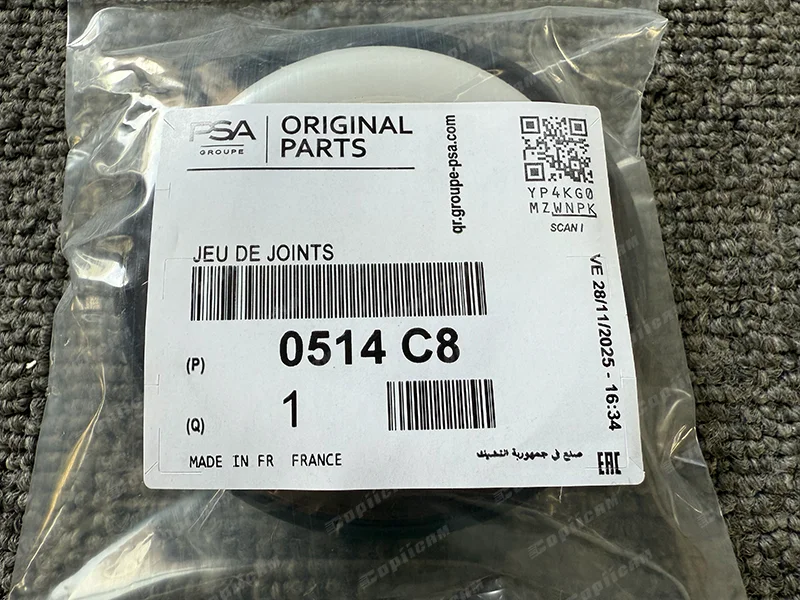 PSA
GROUPE
ORIGINAL
PARTS
qr.groupe-psa.com
YP4KG0
MZWNPK
SCAN !
JEU DE JOINTS
VE 28/11/2025 - 16:34
(P)
0514 C8
(Q)
1
MADE IN FR FRANCE
صنع في جمهورية
EAC
Copiicam